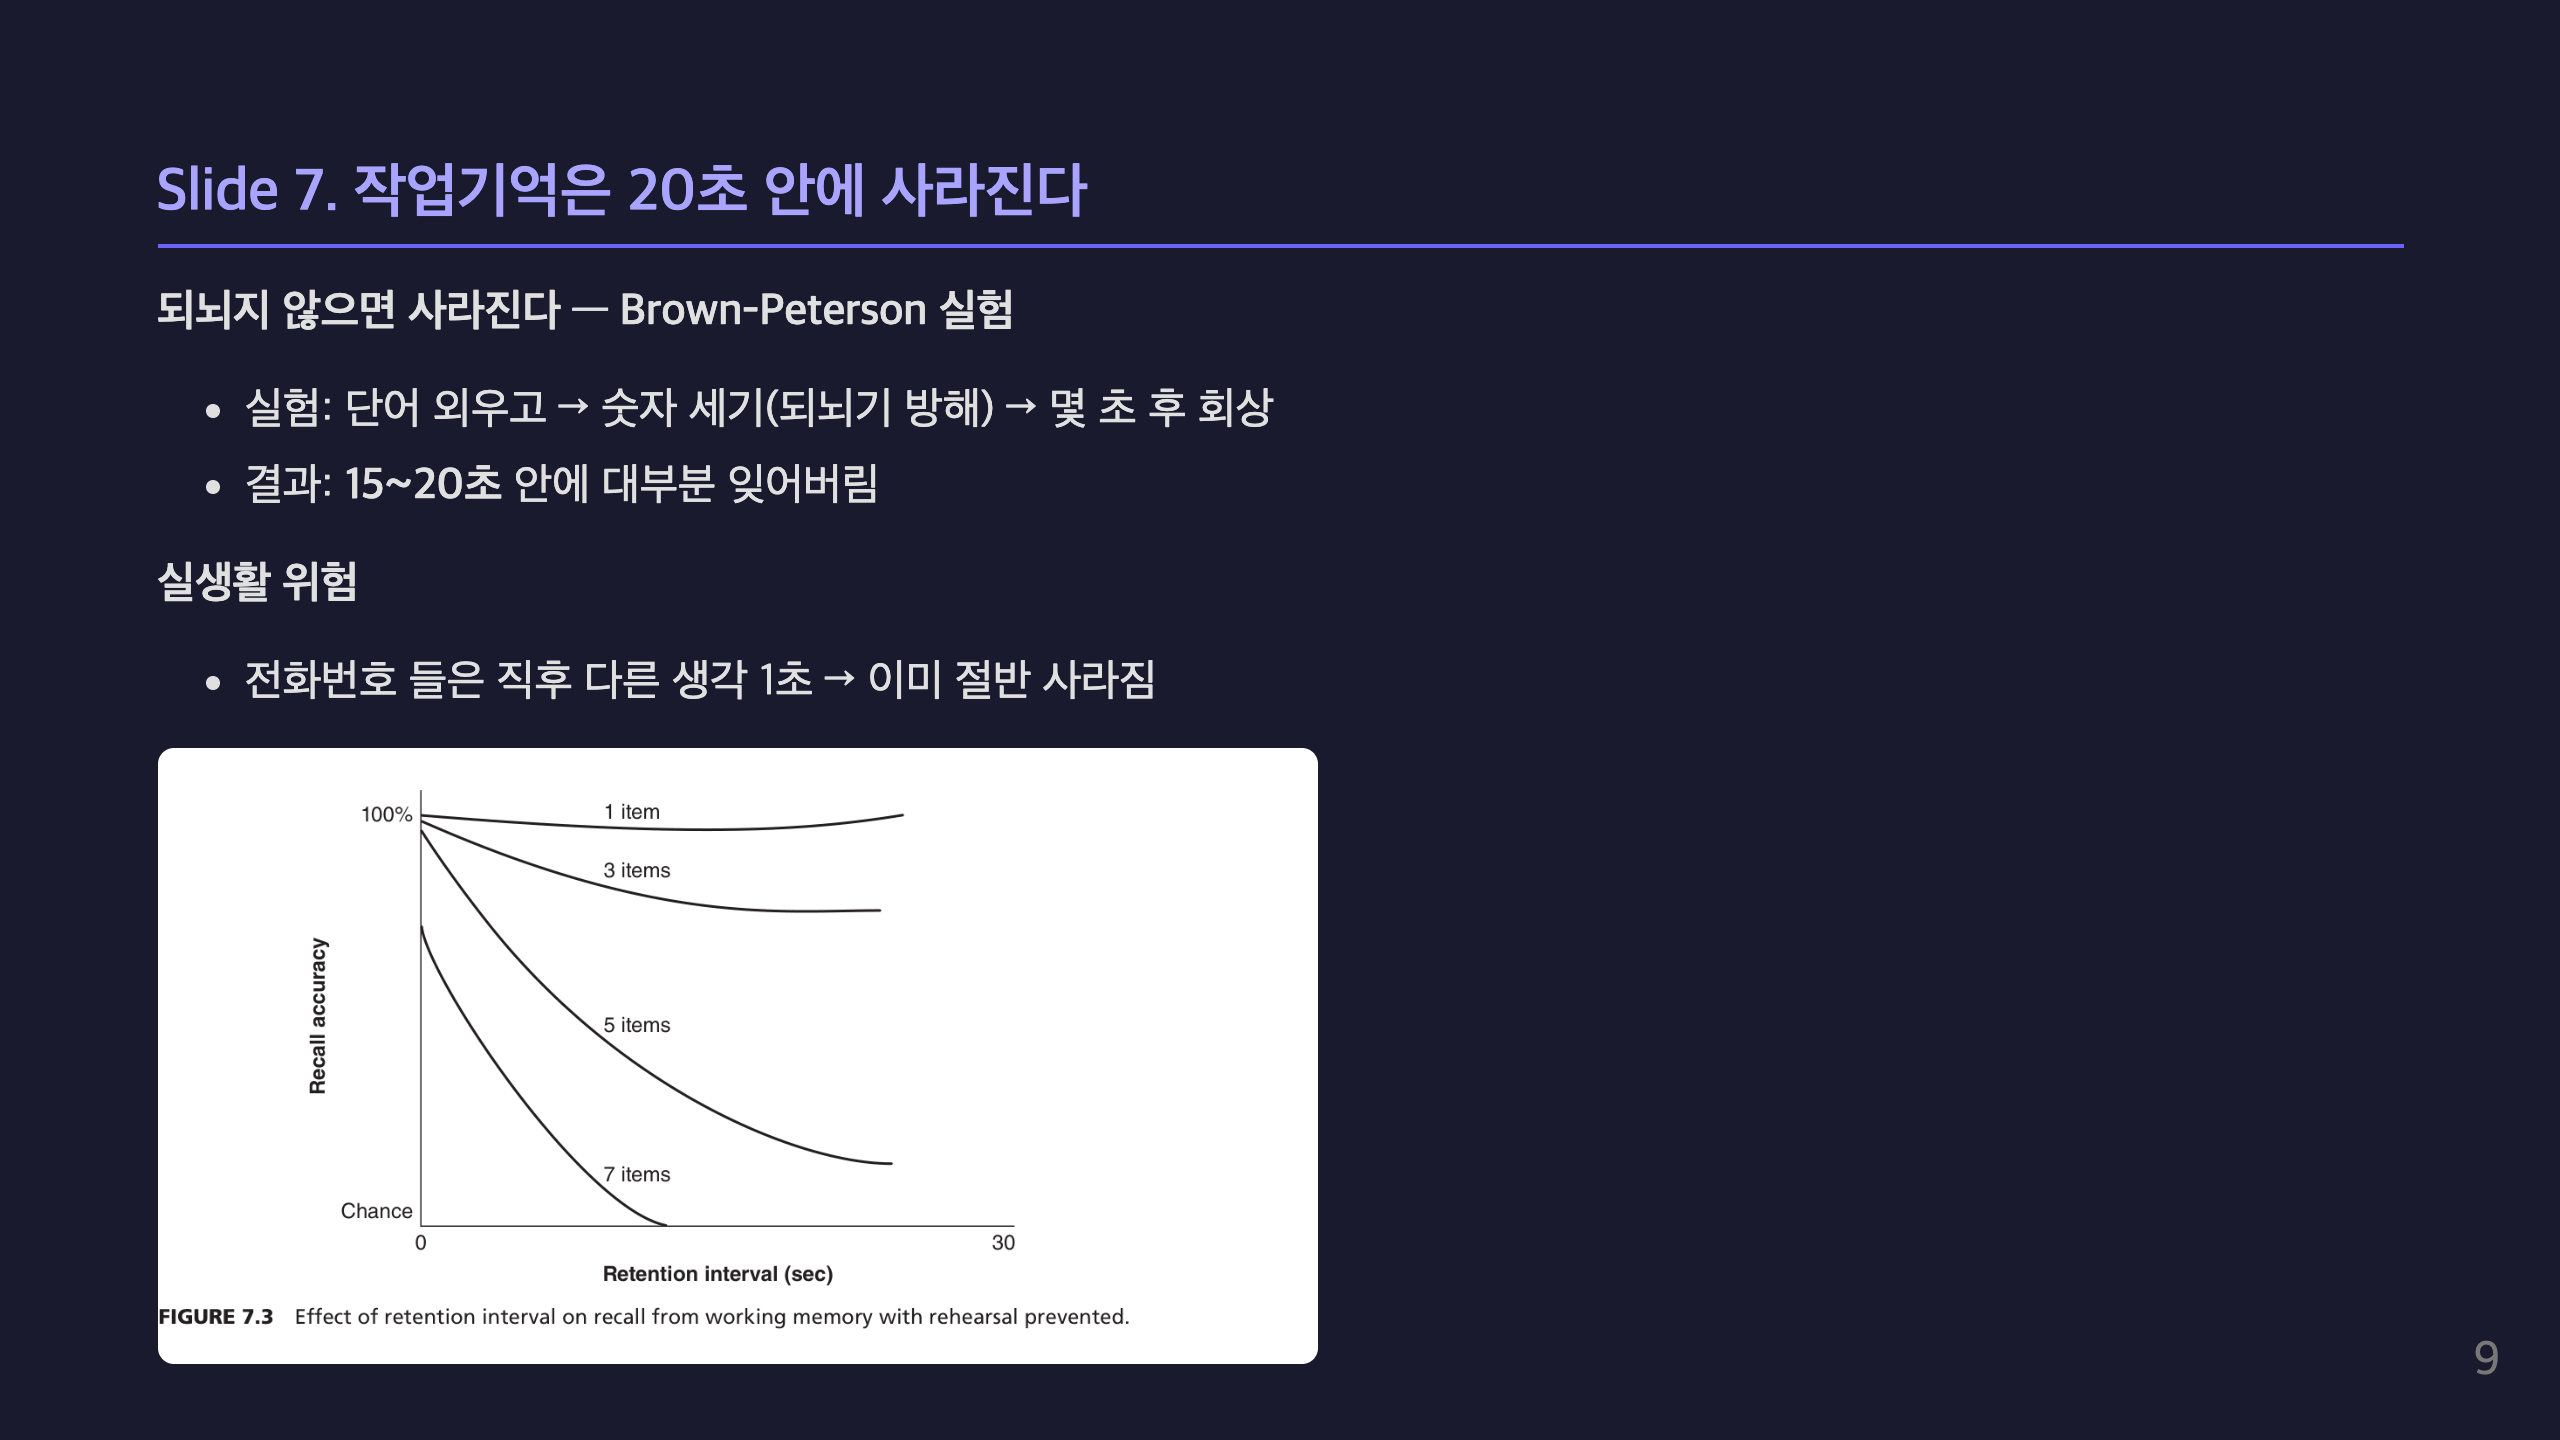 Slide 7. 작업기억은 20초 안에 사라진다
되뇌지 않으면 사라진다 — Brown-Peterson 실험
• 실험: 단어 외우고 → 숫자 세기(되뇌기 방해) → 몇 초 후 회상
• 결과: 15~20초 안에 대부분 잊어버림
실생활 위험
• 전화번호 들은 직후 다른 생각 1초 → 이미 절반 사라짐
100%
1 item
3 items
Recall accuracy
5 items
7 items
Chance
0
30
Retention interval (sec)
FIGURE 7.3 Effect of retention interval on recall from working memory with rehearsal prevented.
9